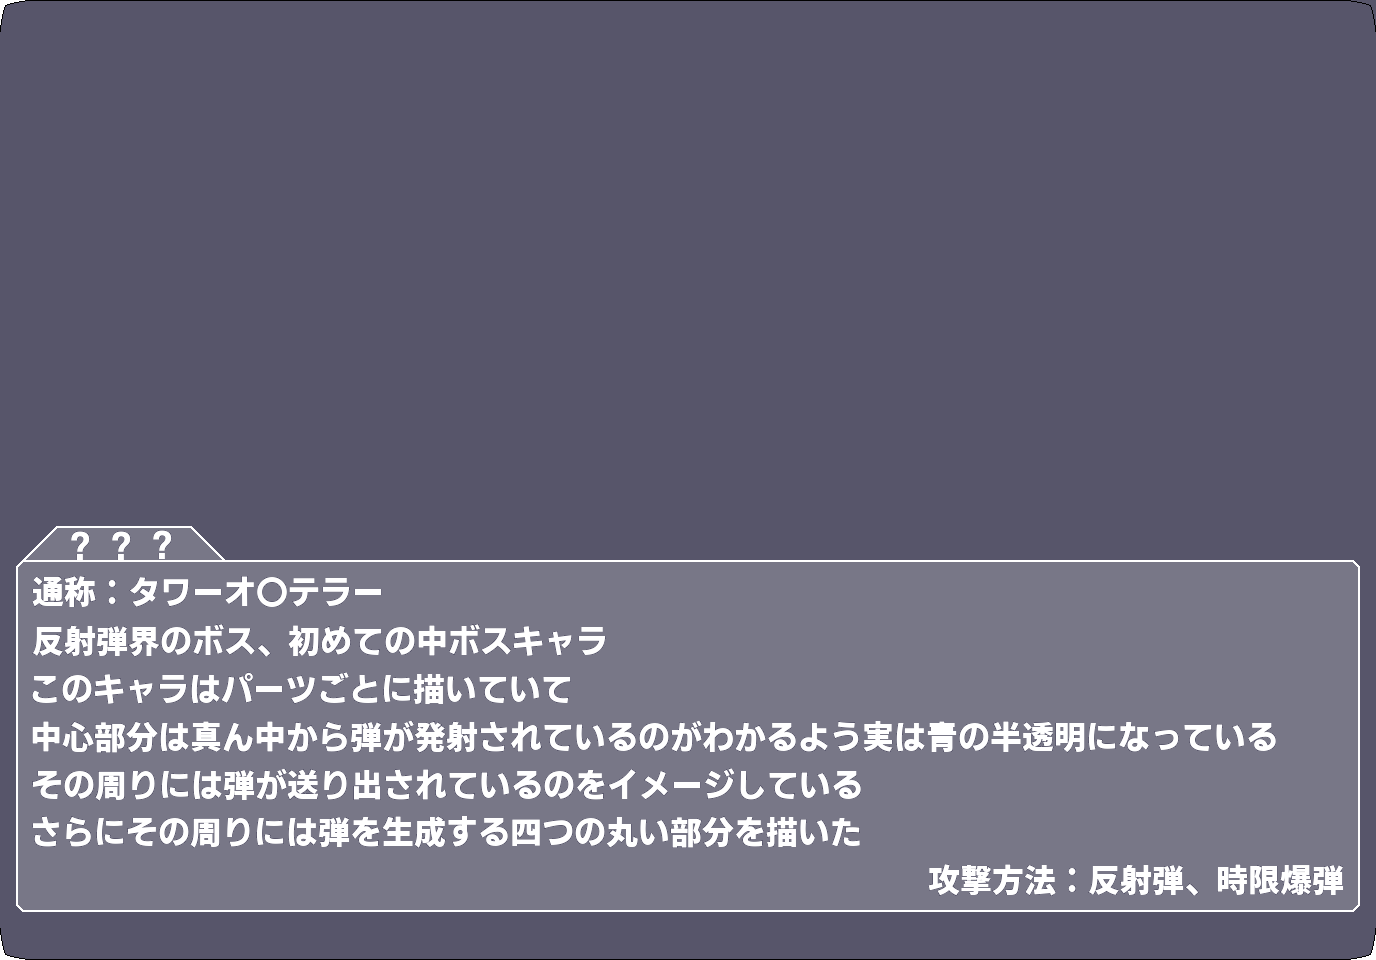 ？？？
通称：タワーオ〇テラー
反射弾界のボス、初めての中ボスキャラ
このキャラはパーツごとに描いていて
中心部分は真ん中から弾が発射されているのがわかるよう実は青の半透明になっている
その周りには弾が送り出されているのをイメージしている
さらにその周りには弾を生成する四つの丸い部分を描いた
攻撃方法：反射弾、時限爆弾